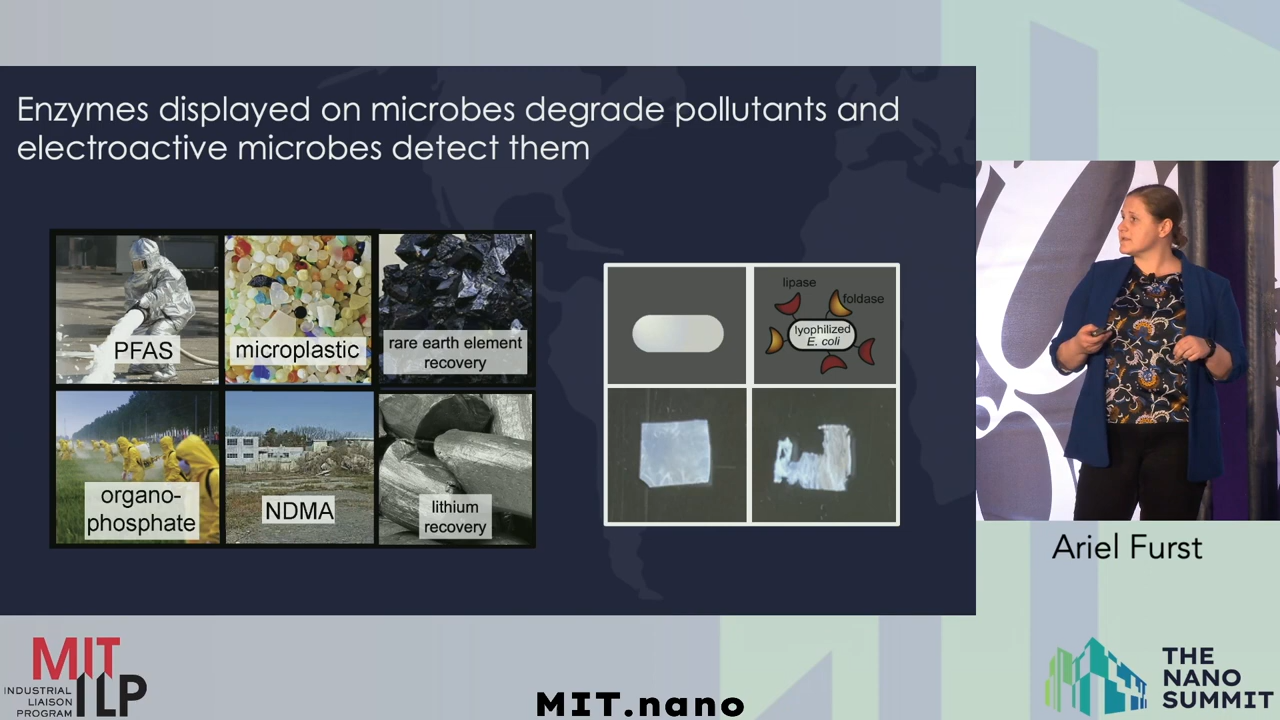 Enzymes displayed on microbes degrade pollutants and
electroactive microbes detect them
PFAS
microplastic
rare earth element
recovery
organo-
phosphate
NDMA
lithium
recovery
lipase
foldase
lyophilized
E. coli
Ariel Furst
MIT
ILP
INDUSTRIAL
LIAISON
PROGRAM
MIT.nano
THE
NANO
SUMMIT